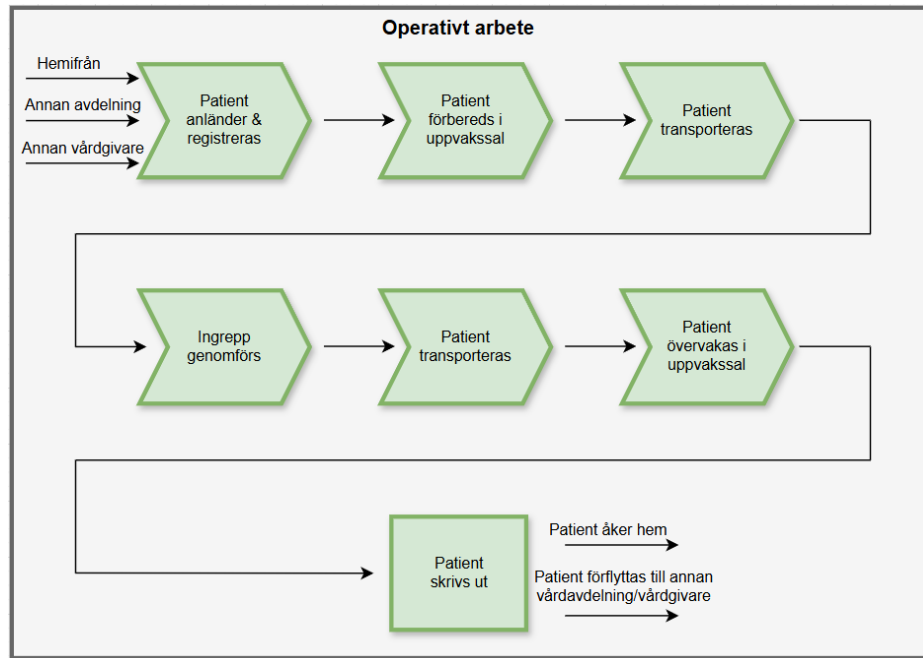 Operativt arbete
Hemifrån
Annan avdelning
Annan vårdgivare
Patient
anländer &
registreras
Patient
förbereds i
uppvakssal
Patient
transporteras
Ingrepp
genomförs
Patient
transporteras
Patient
övervakas i
uppvakssal
Patient
skrivs ut
Patient åker hem
Patient förflyttas till annan
vårdavdelning/vårdgivare